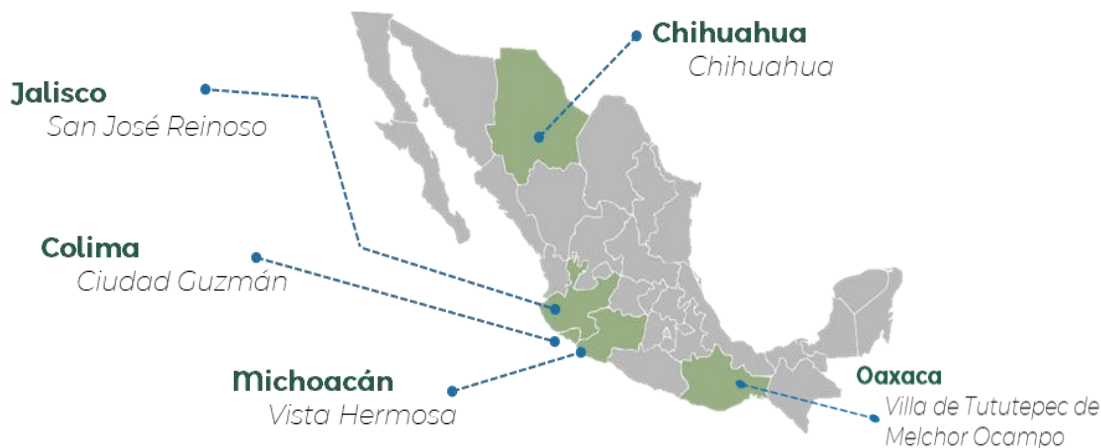 Chihuahua
Chihuahua
Jalisco
San José Reinoso
Colima
Ciudad Guzmán
Michoacán
Vista Hermosa
Oaxaca
Villa de Tututepec de
Melchor Ocampo